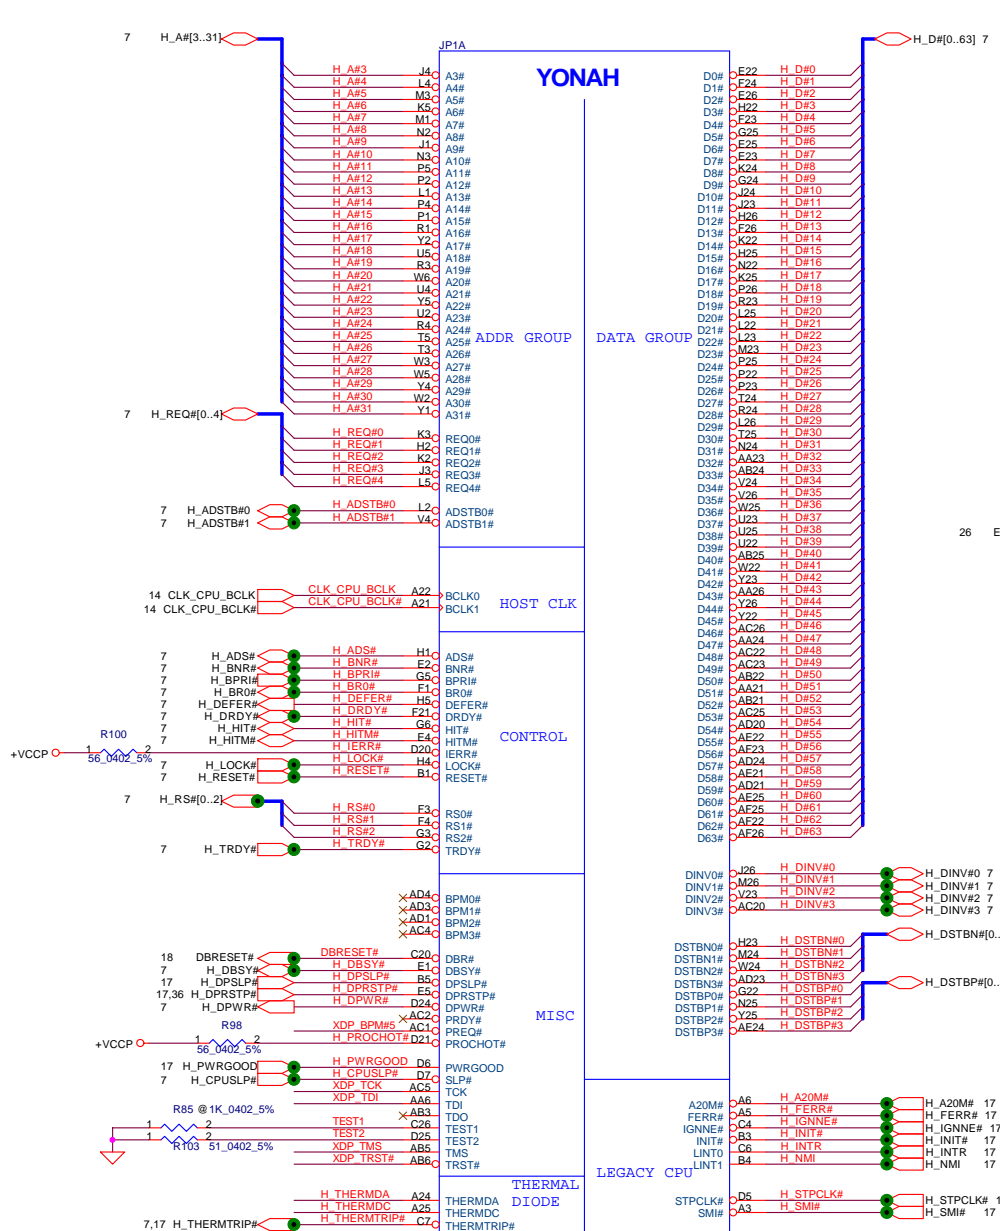 JP1A
YONAH
7 H_A#[3..31]
H_A#3 J4 A3#
H_A#4 L4 A4#
H_A#5 M3 A5#
H_A#6 K5 A6#
H_A#7 M1 A7#
H_A#8 N2 A8#
H_A#9 J1 A9#
H_A#10 N3 A10#
H_A#11 P5 A11#
H_A#12 P2 A12#
H_A#13 L1 A13#
H_A#14 P4 A14#
H_A#15 P1 A15#
H_A#16 R1 A16#
H_A#17 Y2 A17#
H_A#18 U5 A18#
H_A#19 R3 A19#
H_A#20 W6 A20#
H_A#21 U4 A21#
H_A#22 Y5 A22#
H_A#23 U2 A23#
H_A#24 R4 A24#
H_A#25 T5 A25#
H_A#26 T3 A26#
H_A#27 W3 A27#
H_A#28 W5 A28#
H_A#29 Y4 A29#
H_A#30 W2 A30#
H_A#31 Y1 A31#
ADDR GROUP
7 H_REQ#[0..4]
H_REQ#0 K3 REQ0#
H_REQ#1 H2 REQ1#
H_REQ#2 K2 REQ2#
H_REQ#3 J3 REQ3#
H_REQ#4 L5 REQ4#
7 H_ADSTB#0 H_ADSTB#0 L2 ADSTB0#
7 H_ADSTB#1 H_ADSTB#1 V4 ADSTB1#
14 CLK_CPU_BCLK CLK_CPU_BCLK A22 BCLK0
14 CLK_CPU_BCLK# CLK_CPU_BCLK# A21 BCLK1
HOST CLK
7 H_ADS# H_ADS# H1 ADS#
7 H_BNR# H_BNR# E2 BNR#
7 H_BPRI# H_BPRI# G5 BPRI#
7 H_BR0# H_BR0# F1 BR0#
7 H_DEFER# H_DEFER# H5 DEFER#
7 H_DRDY# H_DRDY# F21 DRDY#
7 H_HIT# H_HIT# G6 HIT#
7 H_HITM# H_HITM# E4 HITM#
+VCCP R100 1 2 56_0402_5% H_IERR# D20 IERR#
7 H_LOCK# H_LOCK# H4 LOCK#
7 H_RESET# H_RESET# B1 RESET#
CONTROL
7 H_RS#[0..2]
H_RS#0 F3 RS0#
H_RS#1 F4 RS1#
H_RS#2 G3 RS2#
7 H_TRDY# H_TRDY# G2 TRDY#
AD4 BPM0#
AD3 BPM1#
AD1 BPM2#
AC4 BPM3#
18 DBRESET# DBRESET# C20 DBR#
7 H_DBSY# H_DBSY# E1 DBSY#
17 H_DPSLP# H_DPSLP# B5 DPSLP#
17,36 H_DPRSTP# H_DPRSTP# E5 DPRSTP#
7 H_DPWR# H_DPWR# D24 DPWR#
AC2 PRDY#
XDP_BPM#5 AC1 PREQ#
+VCCP R98 1 2 56_0402_5% H_PROCHOT# D21 PROCHOT#
MISC
17 H_PWRGOOD H_PWRGOOD D6 PWRGOOD
7 H_CPUSLP# H_CPUSLP# D7 SLP#
XDP_TCK AC5 TCK
XDP_TDI AA6 TDI
AB3 TDO
R85 @1K_0402_5% 1 2 TEST1 C26 TEST1
R103 51_0402_5% 1 2 TEST2 D25 TEST2
XDP_TMS AB5 TMS
XDP_TRST# AB6 TRST#
THERMAL
DIODE
H_THERMDA A24 THERMDA
H_THERMDC A25 THERMDC
7,17 H_THERMTRIP# H_THERMTRIP# C7 THERMTRIP#
H_D#[0..63] 7
D0# E22 H_D#0
D1# F24 H_D#1
D2# E26 H_D#2
D3# H22 H_D#3
D4# F23 H_D#4
D5# G25 H_D#5
D6# E25 H_D#6
D7# E23 H_D#7
D8# K24 H_D#8
D9# G24 H_D#9
D10# J24 H_D#10
D11# J23 H_D#11
D12# H26 H_D#12
D13# F26 H_D#13
D14# K22 H_D#14
D15# H25 H_D#15
D16# N22 H_D#16
D17# K25 H_D#17
D18# P26 H_D#18
D19# R23 H_D#19
D20# L25 H_D#20
D21# L22 H_D#21
D22# L23 H_D#22
D23# M23 H_D#23
D24# P25 H_D#24
D25# P22 H_D#25
D26# P23 H_D#26
D27# T24 H_D#27
D28# R24 H_D#28
D29# L26 H_D#29
D30# T25 H_D#30
D31# N24 H_D#31
D32# AA23 H_D#32
D33# AB24 H_D#33
D34# V24 H_D#34
D35# V26 H_D#35
D36# W25 H_D#36
D37# U23 H_D#37
D38# U25 H_D#38
D39# U22 H_D#39
D40# AB25 H_D#40
D41# W22 H_D#41
D42# Y23 H_D#42
D43# AA26 H_D#43
D44# Y26 H_D#44
D45# Y22 H_D#45
D46# AC26 H_D#46
D47# AA24 H_D#47
D48# AC22 H_D#48
D49# AC23 H_D#49
D50# AB22 H_D#50
D51# AA21 H_D#51
D52# AB21 H_D#52
D53# AC25 H_D#53
D54# AD20 H_D#54
D55# AE22 H_D#55
D56# AF23 H_D#56
D57# AD24 H_D#57
D58# AE21 H_D#58
D59# AD21 H_D#59
D60# AE25 H_D#60
D61# AF25 H_D#61
D62# AF22 H_D#62
D63# AF26 H_D#63
DATA GROUP
26 E
DINV0# J26 H_DINV#0 H_DINV#0 7
DINV1# M26 H_DINV#1 H_DINV#1 7
DINV2# V23 H_DINV#2 H_DINV#2 7
DINV3# AC20 H_DINV#3 H_DINV#3 7
H_DSTBN#[0..
DSTBN0# H23 H_DSTBN#0
DSTBN1# M24 H_DSTBN#1
DSTBN2# W24 H_DSTBN#2
DSTBN3# AD23 H_DSTBN#3
H_DSTBP#[0..
DSTBP0# G22 H_DSTBP#0
DSTBP1# N25 H_DSTBP#1
DSTBP2# Y25 H_DSTBP#2
DSTBP3# AE24 H_DSTBP#3
A20M# A6 H_A20M# H_A20M# 17
FERR# A5 H_FERR# H_FERR# 17
IGNNE# C4 H_IGNNE# H_IGNNE# 17
INIT# B3 H_INIT# H_INIT# 17
LINT0 C6 H_INTR H_INTR 17
LINT1 B4 H_NMI H_NMI 17
LEGACY CPU
STPCLK# D5 H_STPCLK# H_STPCLK# 1
SMI# A3 H_SMI# H_SMI# 17